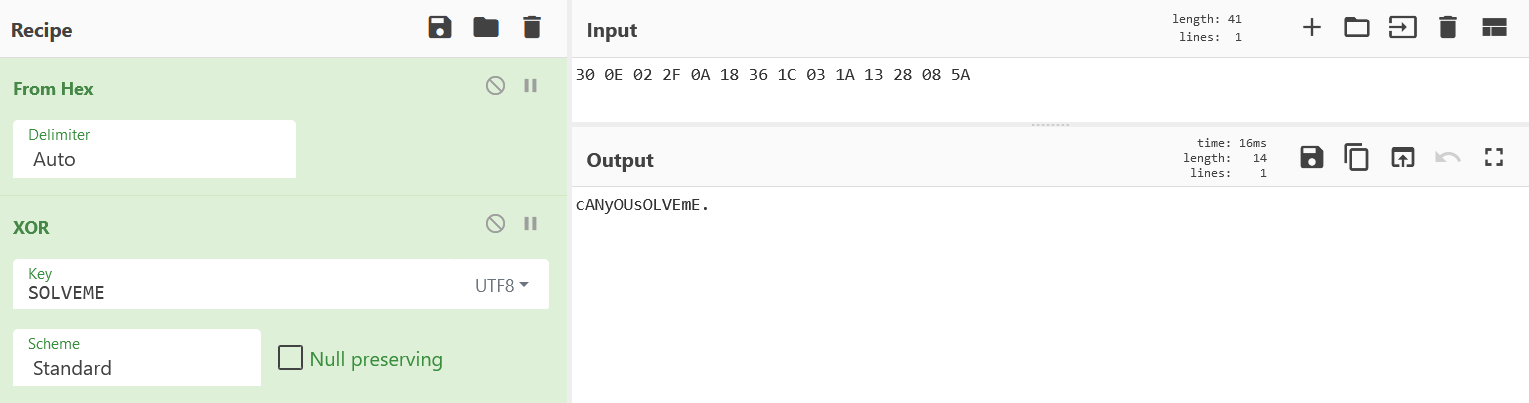 Recipe
From Hex
Delimiter
Auto
XOR
Key
SOLVEME
UTF8
Scheme
Standard
Null preserving
Input
length: 41
lines: 1
30 0E 02 2F 0A 18 36 1C 03 1A 13 28 08 5A
Output
time: 16ms
length: 14
lines: 1
cANyOUsOLVEmE.